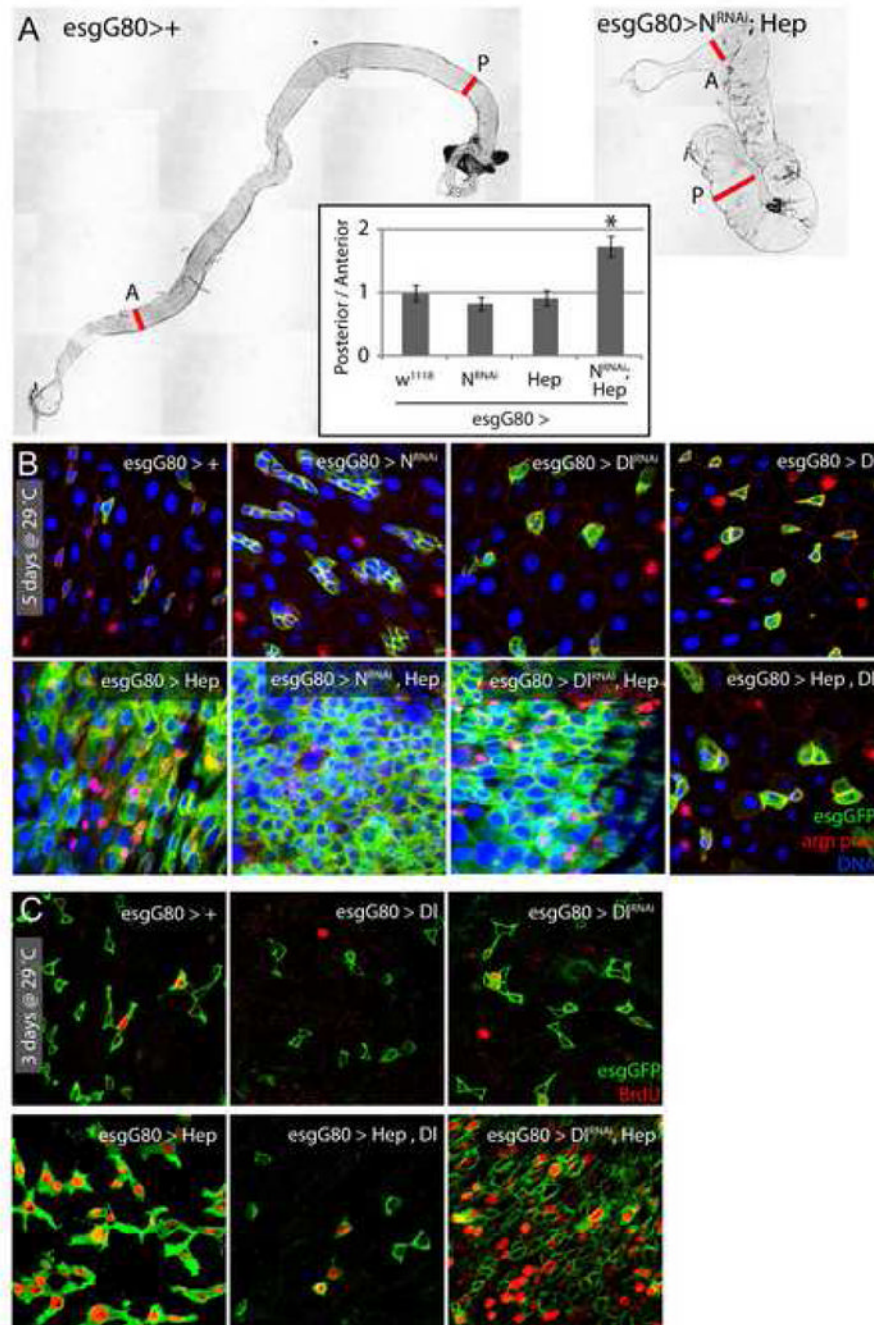 A
esgG80>+
P
A
esgG80>N^RNAi; Hep
A
P
Posterior / Anterior
2
1
0
*
w^1118
N^RNAi
Hep
N^RNAi; Hep
esgG80 >
B
5 days @ 29 °C
esgG80 > +
esgG80 > N^RNAi
esgG80 > Dl^RNAi
esgG80 > D
esgG80 > Hep
esgG80 > N^RNAi , Hep
esgG80 > Dl^RNAi, Hep
esgG80 > Hep , Dl
esgGFP
DNA
C
3 days @ 29 °C
esgG80 > +
esgG80 > Dl
esgG80 > Dl^RNAi
esgGFP
BrdU
esgG80 > Hep
esgG80 > Hep , Dl
esgG80 > Dl^RNAi, Hep